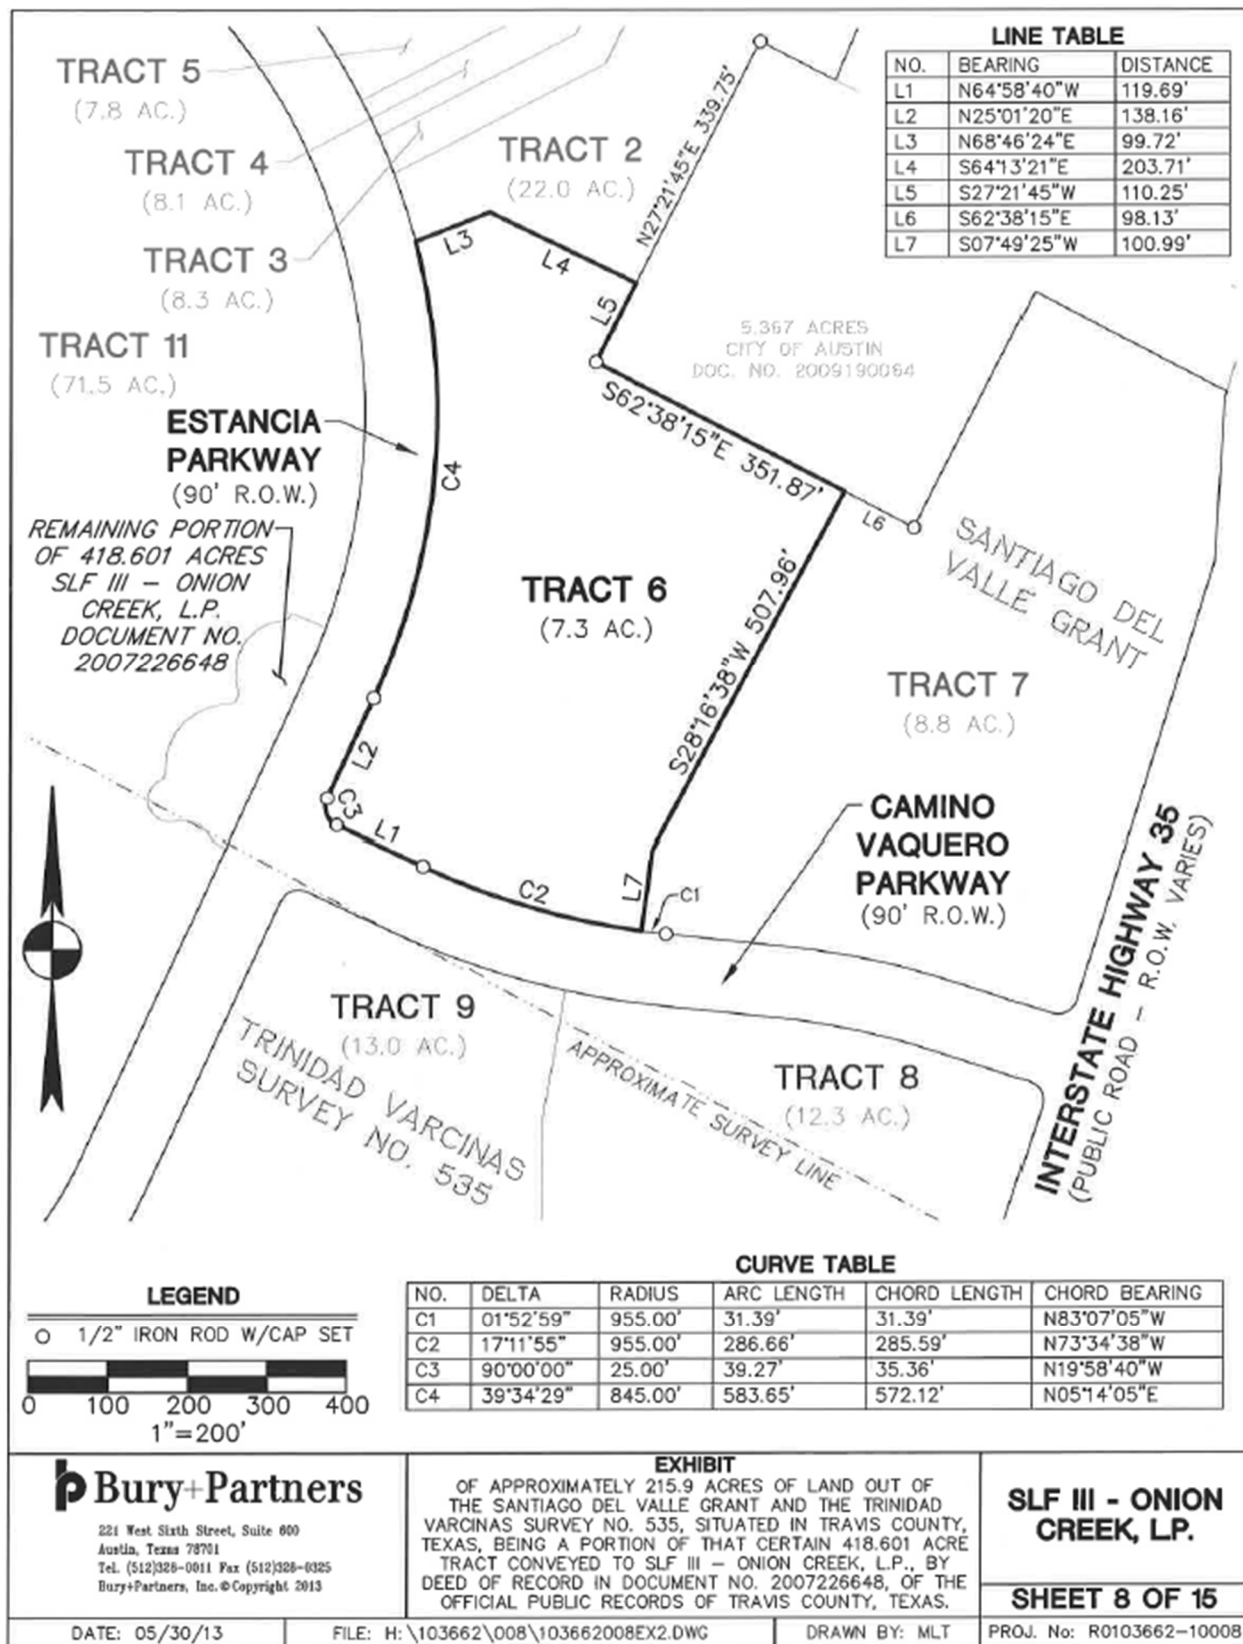 TRACT 5
(7.8 AC.)
TRACT 4
(8.1 AC.)
TRACT 3
(8.3 AC.)
TRACT 11
(71.5 AC.)
TRACT 2
(22.0 AC.)
N27°21'45"E 339.75'
LINE TABLE
NO. BEARING DISTANCE
L1 N64°58'40"W 119.69'
L2 N25°01'20"E 138.16'
L3 N68°46'24"E 99.72'
L4 S64°13'21"E 203.71'
L5 S27°21'45"W 110.25'
L6 S62°38'15"E 98.13'
L7 S07°49'25"W 100.99'
L3
L4
L5
5.367 ACRES
CITY OF AUSTIN
DOC. NO. 2009190064
ESTANCIA
PARKWAY
(90' R.O.W.)
C4
S62°38'15"E 351.87'
L6
REMAINING PORTION
OF 418.601 ACRES
SLF III – ONION
CREEK, L.P.
DOCUMENT NO.
2007226648
TRACT 6
(7.3 AC.)
S28°16'38"W 507.96'
SANTIAGO DEL
VALLE GRANT
TRACT 7
(8.8 AC.)
L2
C3
L1
C2
L7
C1
CAMINO
VAQUERO
PARKWAY
(90' R.O.W.)
INTERSTATE HIGHWAY 35
(PUBLIC ROAD – R.O.W. VARIES)
TRACT 9
(13.0 AC.)
TRINIDAD VARCINAS
SURVEY NO. 535
APPROXIMATE SURVEY LINE
TRACT 8
(12.3 AC.)
LEGEND
1/2" IRON ROD W/CAP SET
0 100 200 300 400
1"=200'
CURVE TABLE
NO. DELTA RADIUS ARC LENGTH CHORD LENGTH CHORD BEARING
C1 01°52'59" 955.00' 31.39' 31.39' N83°07'05"W
C2 17°11'55" 955.00' 286.66' 285.59' N73°34'38"W
C3 90°00'00" 25.00' 39.27' 35.36' N19°58'40"W
C4 39°34'29" 845.00' 583.65' 572.12' N05°14'05"E
Bury+Partners
221 West Sixth Street, Suite 600
Austin, Texas 78701
Tel. (512)328-0011 Fax (512)328-0325
Bury+Partners, Inc. © Copyright 2013
EXHIBIT
OF APPROXIMATELY 215.9 ACRES OF LAND OUT OF
THE SANTIAGO DEL VALLE GRANT AND THE TRINIDAD
VARCINAS SURVEY NO. 535, SITUATED IN TRAVIS COUNTY,
TEXAS, BEING A PORTION OF THAT CERTAIN 418.601 ACRE
TRACT CONVEYED TO SLF III – ONION CREEK, L.P., BY
DEED OF RECORD IN DOCUMENT NO. 2007226648, OF THE
OFFICIAL PUBLIC RECORDS OF TRAVIS COUNTY, TEXAS.
SLF III - ONION
CREEK, L.P.
SHEET 8 OF 15
DATE: 05/30/13
FILE: H:\103662\008\103662008EX2.DWG
DRAWN BY: MLT
PROJ. No: R0103662-10008